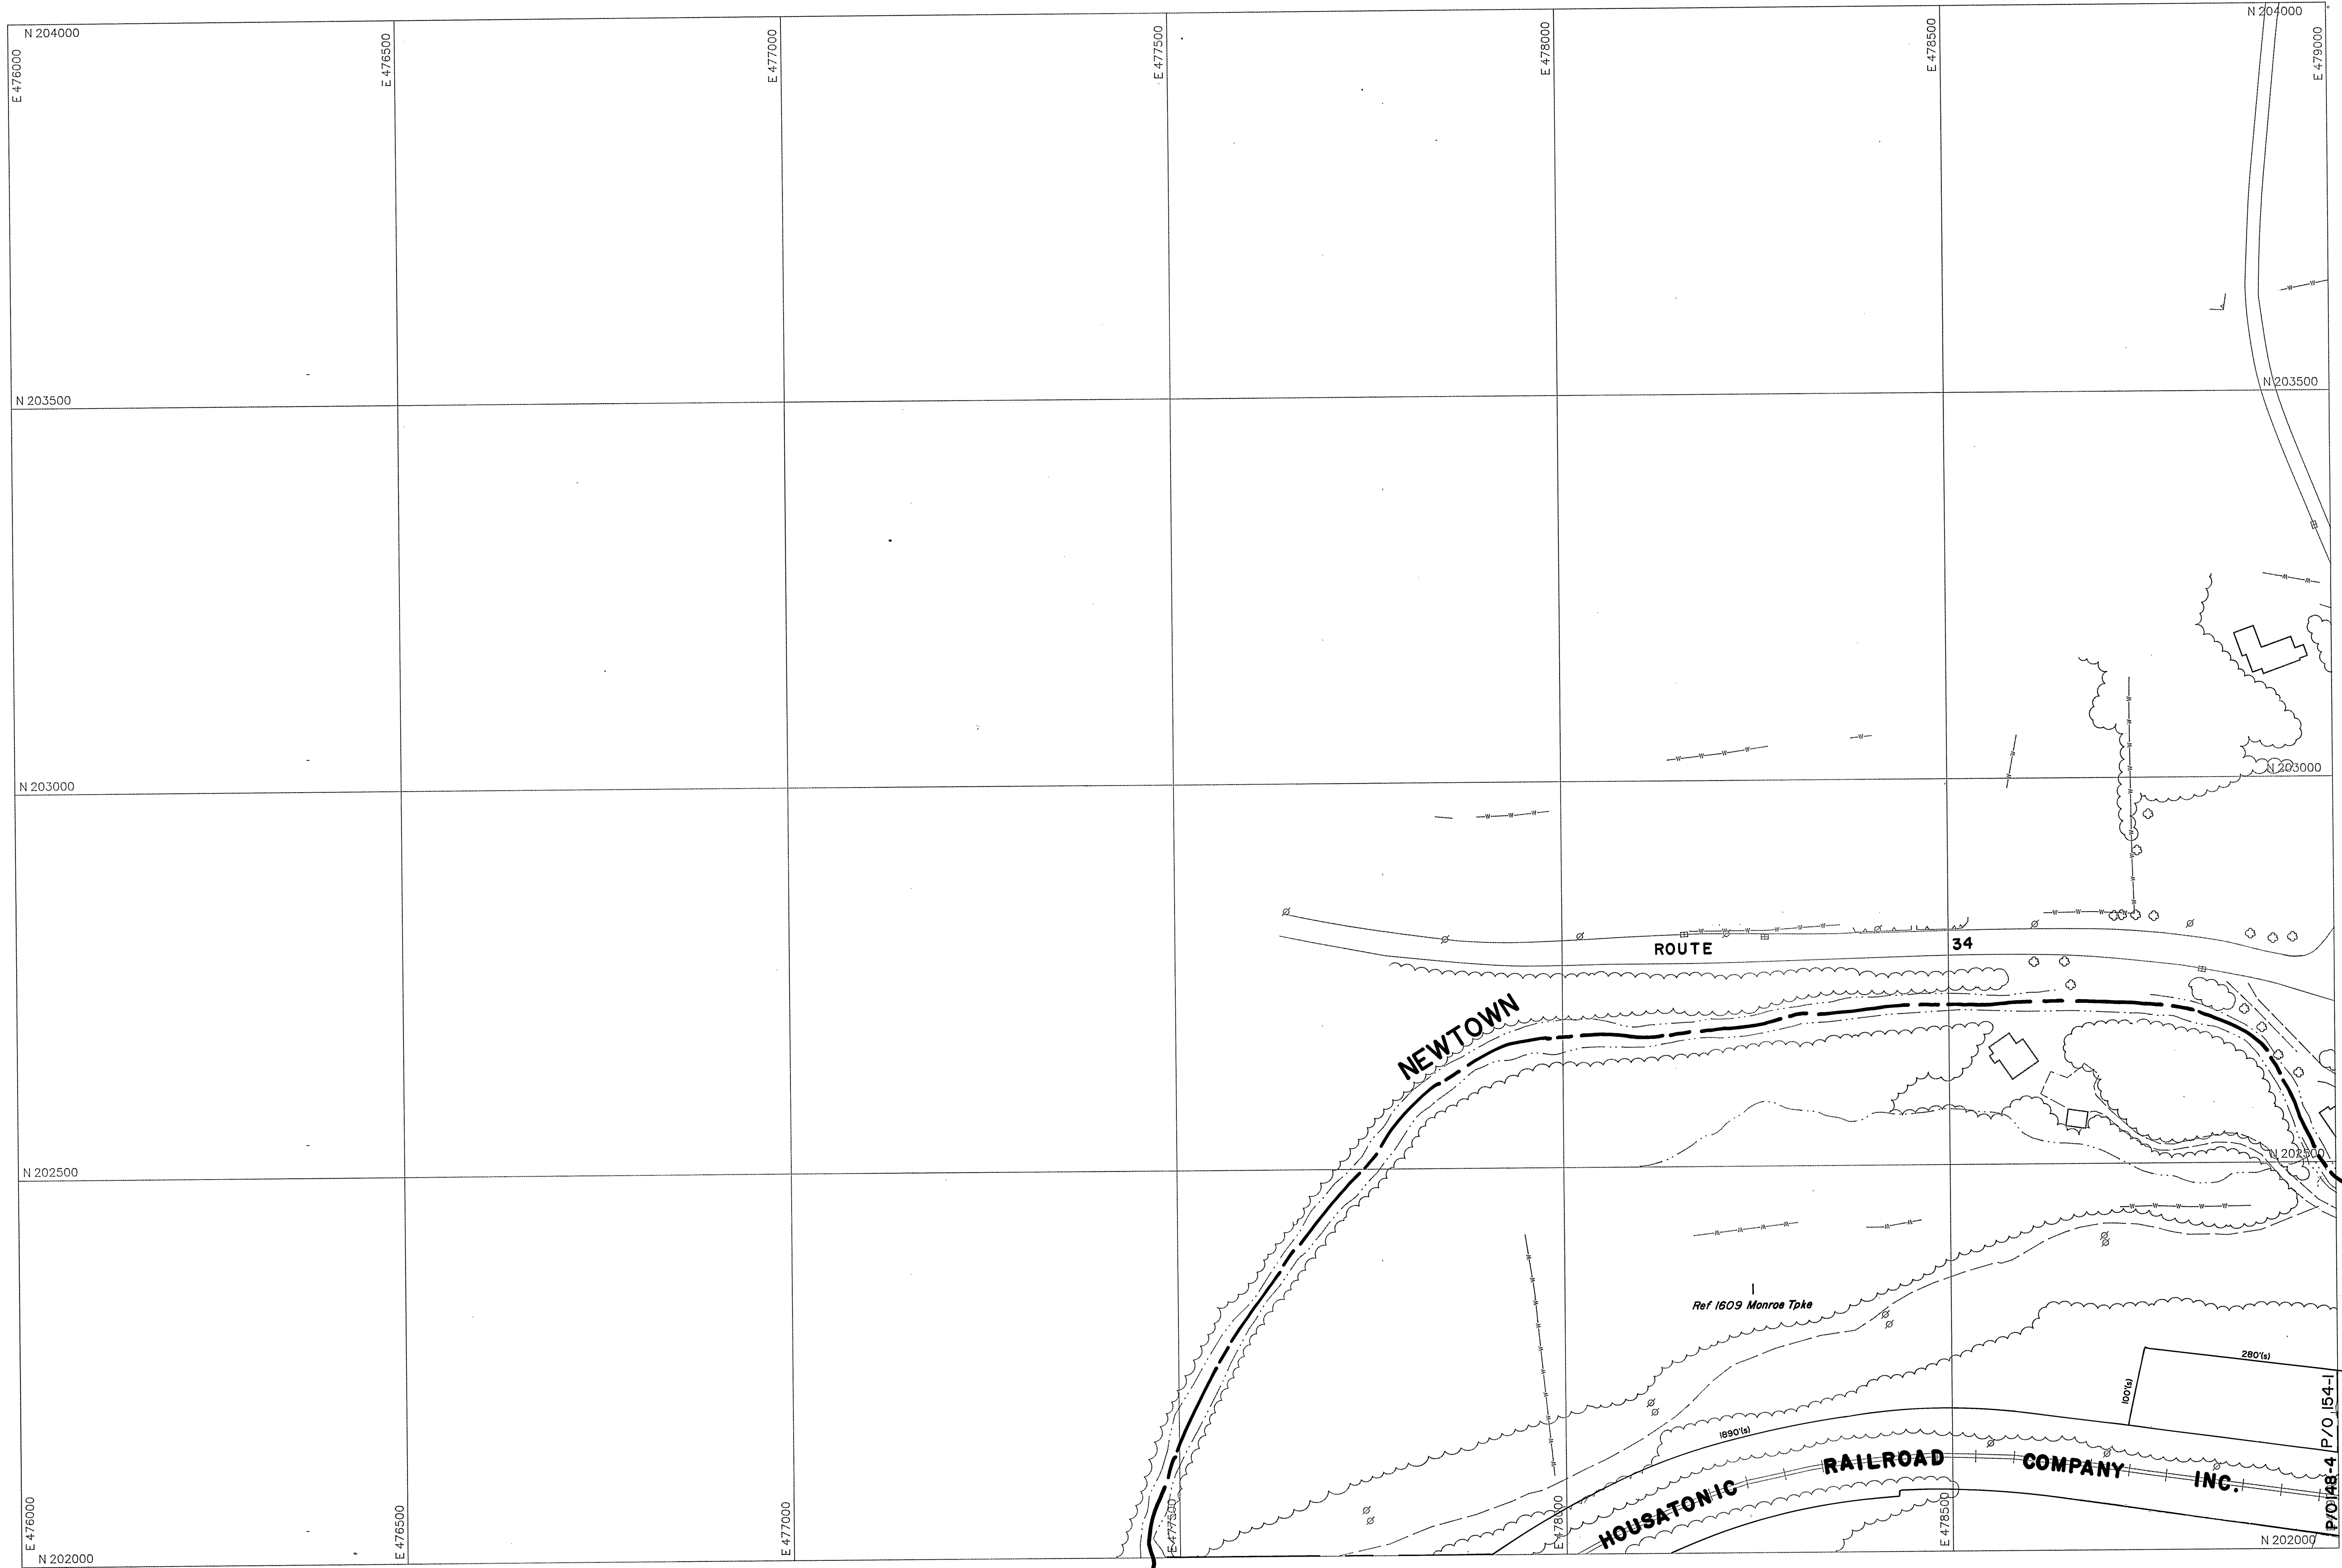 N 204000
N 204000
E 476000
E 476500
E 477000
E 477500
E 478000
E 478500
E 479000
N 203500
N 203500
N 203000
N 203000
ROUTE 34
NEWTOWN
N 202500
N 202500
Ref 1609 Monroe Tpke
280'(s)
100'(s)
1890'(s)
HOUSATONIC RAILROAD COMPANY INC.
P/O 148-4 P/O 154-1
E 476000
E 476500
E 477000
E 477500
E 478000
E 478500
N 202000
N 202000